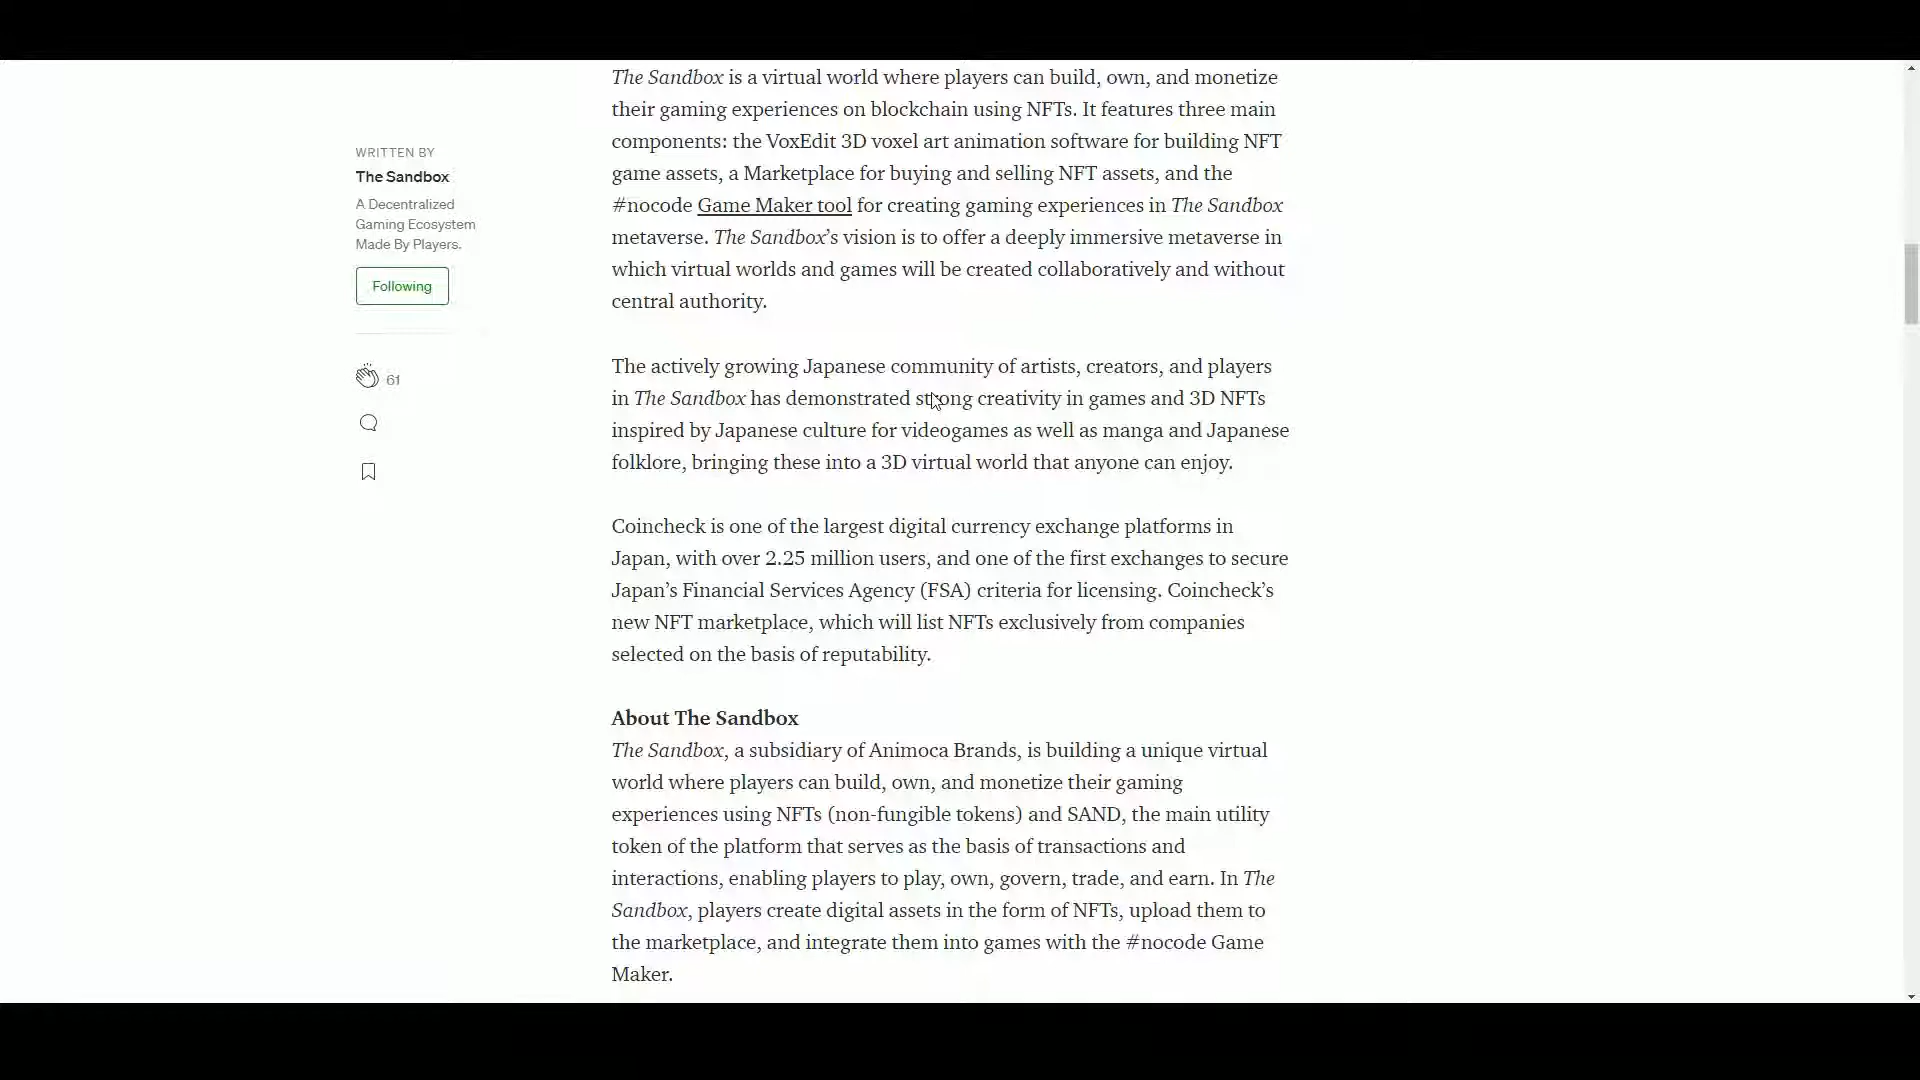 WRITTEN BY
The Sandbox
A Decentralized
Gaming Ecosystem
Made By Players.
Following
61
The Sandbox is a virtual world where players can build, own, and monetize
their gaming experiences on blockchain using NFTs. It features three main
components: the VoxEdit 3D voxel art animation software for building NFT
game assets, a Marketplace for buying and selling NFT assets, and the
#nocode Game Maker tool for creating gaming experiences in The Sandbox
metaverse. The Sandbox’s vision is to offer a deeply immersive metaverse in
which virtual worlds and games will be created collaboratively and without
central authority.
The actively growing Japanese community of artists, creators, and players
in The Sandbox has demonstrated strong creativity in games and 3D NFTs
inspired by Japanese culture for videogames as well as manga and Japanese
folklore, bringing these into a 3D virtual world that anyone can enjoy.
Coincheck is one of the largest digital currency exchange platforms in
Japan, with over 2.25 million users, and one of the first exchanges to secure
Japan’s Financial Services Agency (FSA) criteria for licensing. Coincheck’s
new NFT marketplace, which will list NFTs exclusively from companies
selected on the basis of reputability.
About The Sandbox
The Sandbox, a subsidiary of Animoca Brands, is building a unique virtual
world where players can build, own, and monetize their gaming
experiences using NFTs (non-fungible tokens) and SAND, the main utility
token of the platform that serves as the basis of transactions and
interactions, enabling players to play, own, govern, trade, and earn. In The
Sandbox, players create digital assets in the form of NFTs, upload them to
the marketplace, and integrate them into games with the #nocode Game
Maker.